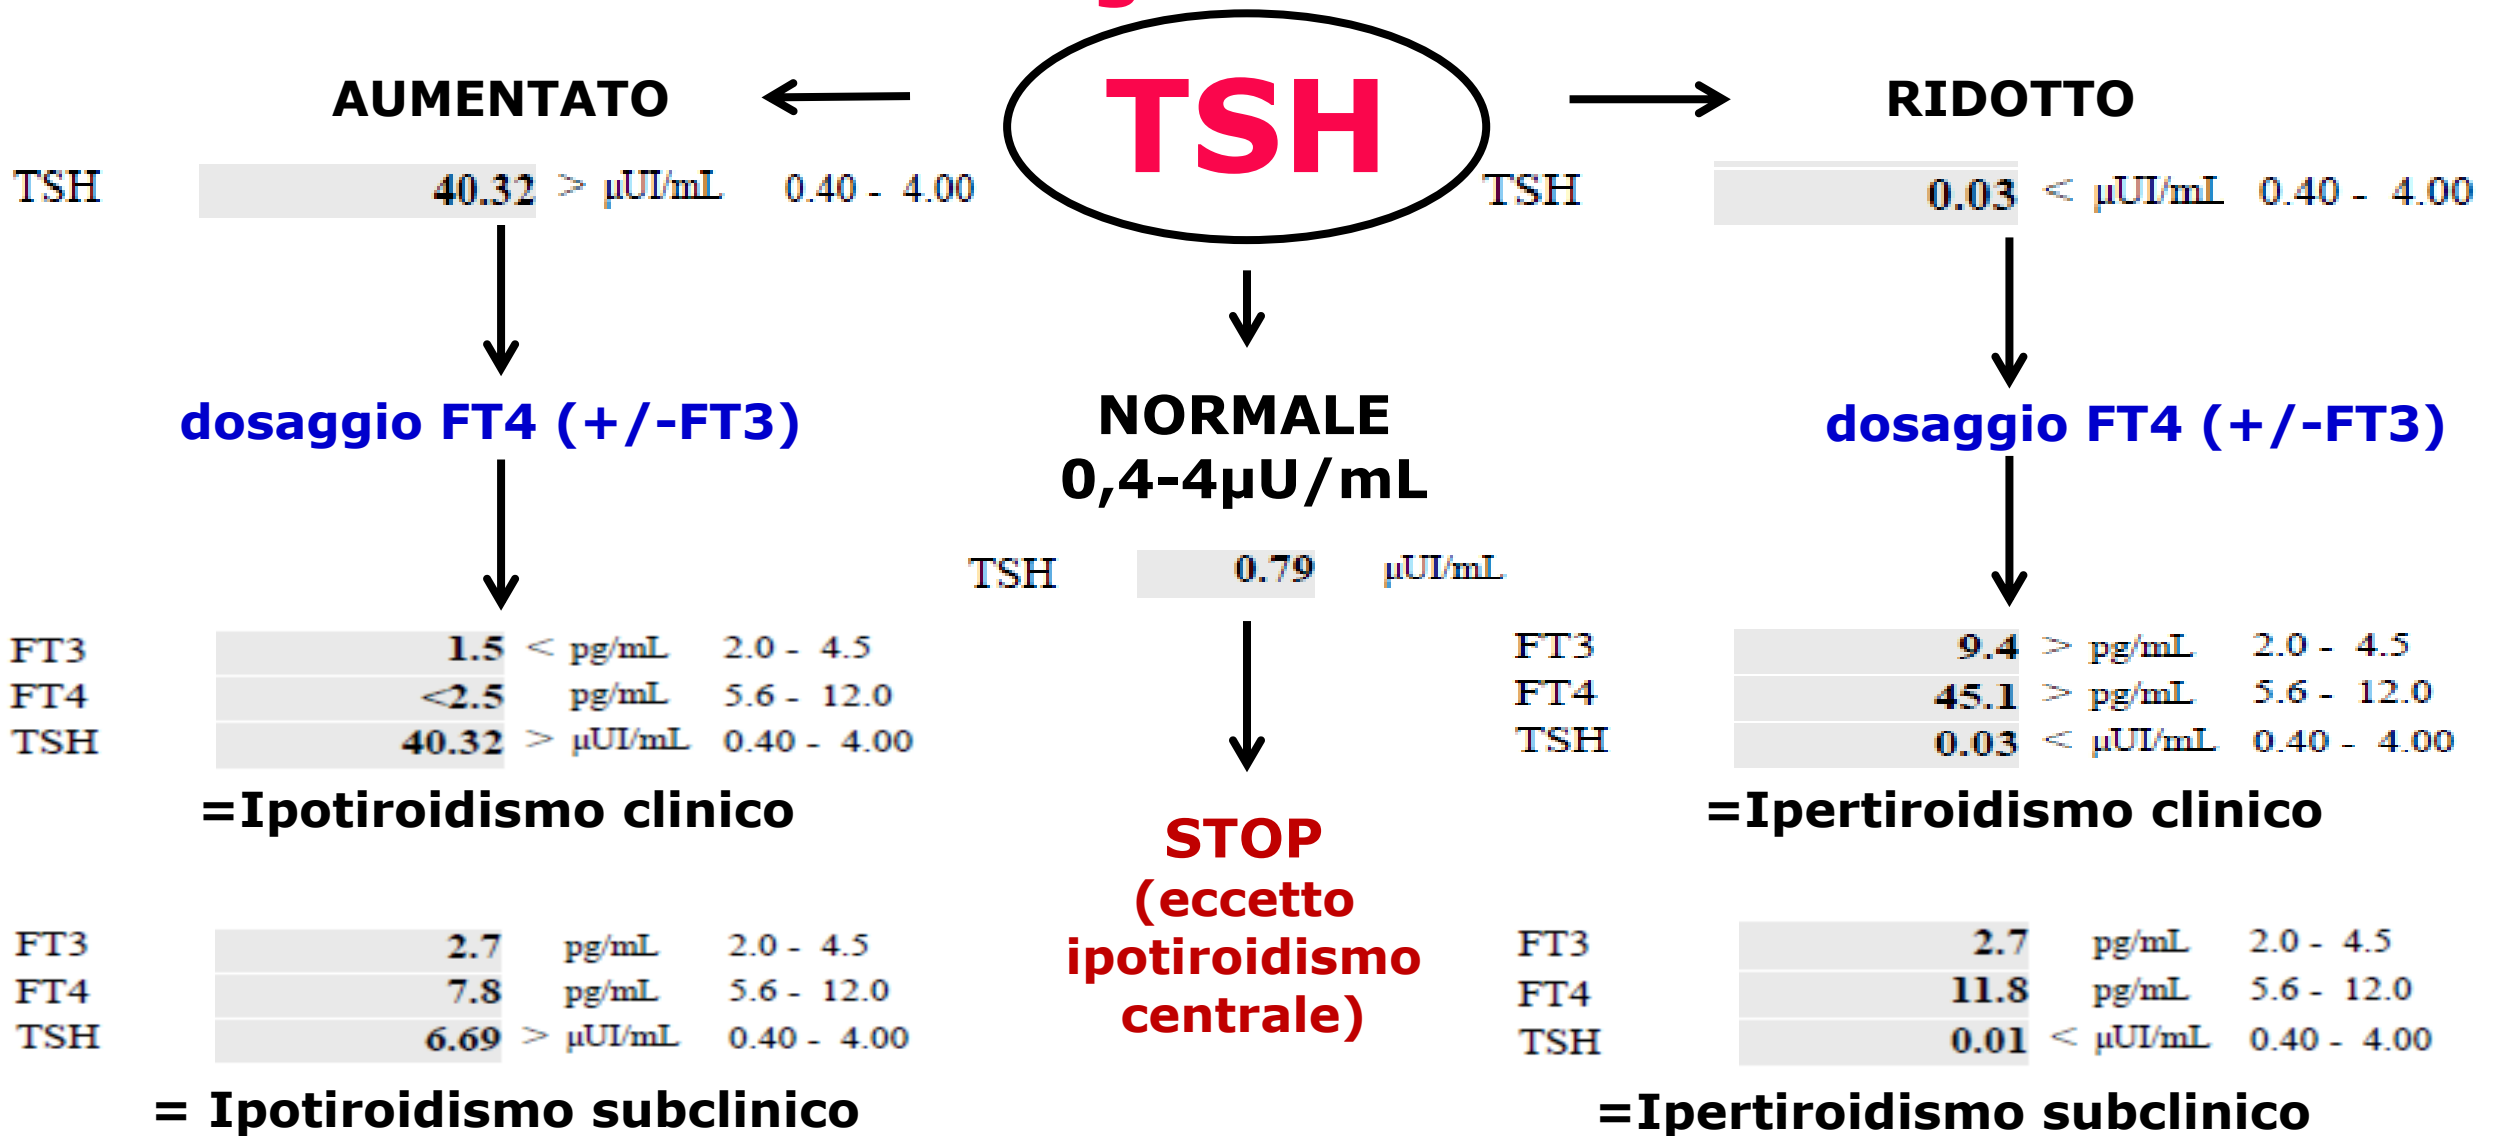 TSH
AUMENTATO
TSH 40.32 > µUI/mL 0.40 - 4.00
dosaggio FT4 (+/-FT3)
FT3 1.5 < pg/mL 2.0 - 4.5
FT4 <2.5 pg/mL 5.6 - 12.0
TSH 40.32 > µUI/mL 0.40 - 4.00
=Ipotiroidismo clinico
FT3 2.7 pg/mL 2.0 - 4.5
FT4 7.8 pg/mL 5.6 - 12.0
TSH 6.69 > µUI/mL 0.40 - 4.00
= Ipotiroidismo subclinico
NORMALE
0,4-4µU/mL
TSH 0.79 µUI/mL
STOP
(eccetto
ipotiroidismo
centrale)
RIDOTTO
TSH 0.03 < µUI/mL 0.40 - 4.00
dosaggio FT4 (+/-FT3)
FT3 9.4 > pg/mL 2.0 - 4.5
FT4 45.1 > pg/mL 5.6 - 12.0
TSH 0.03 < µUI/mL 0.40 - 4.00
=Ipertiroidismo clinico
FT3 2.7 pg/mL 2.0 - 4.5
FT4 11.8 pg/mL 5.6 - 12.0
TSH 0.01 < µUI/mL 0.40 - 4.00
=Ipertiroidismo subclinico